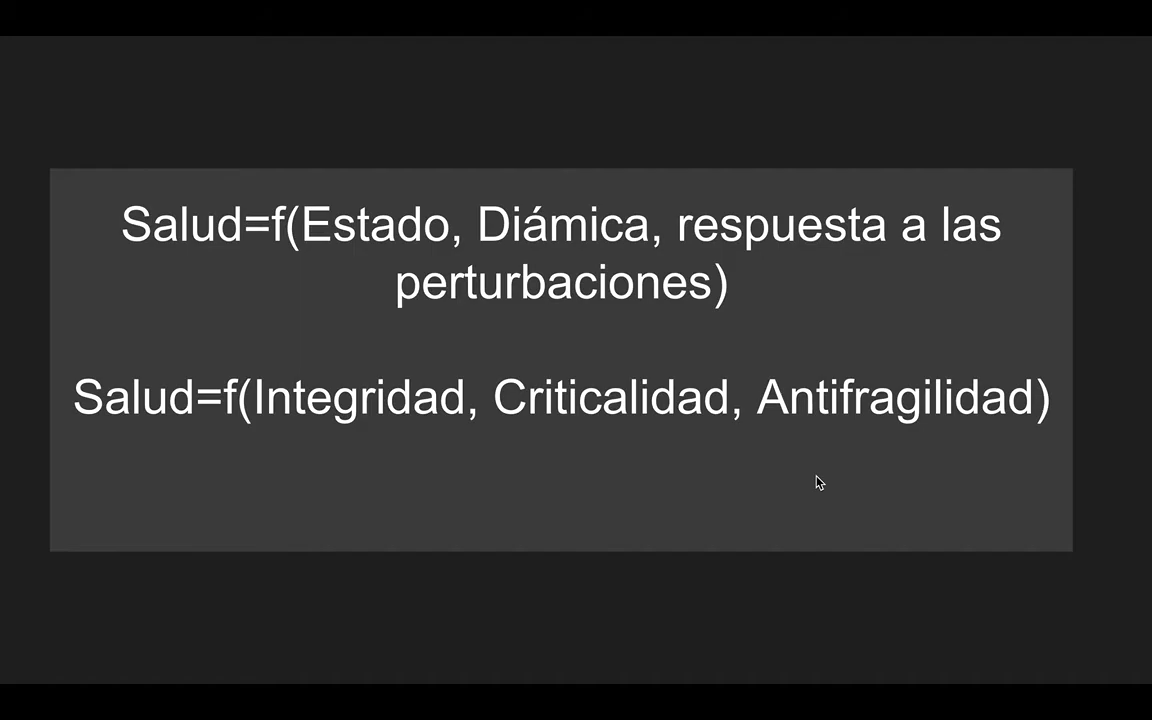 Salud=f(Estado, Diámica, respuesta a las
perturbaciones)
Salud=f(Integridad, Criticalidad, Antifragilidad)